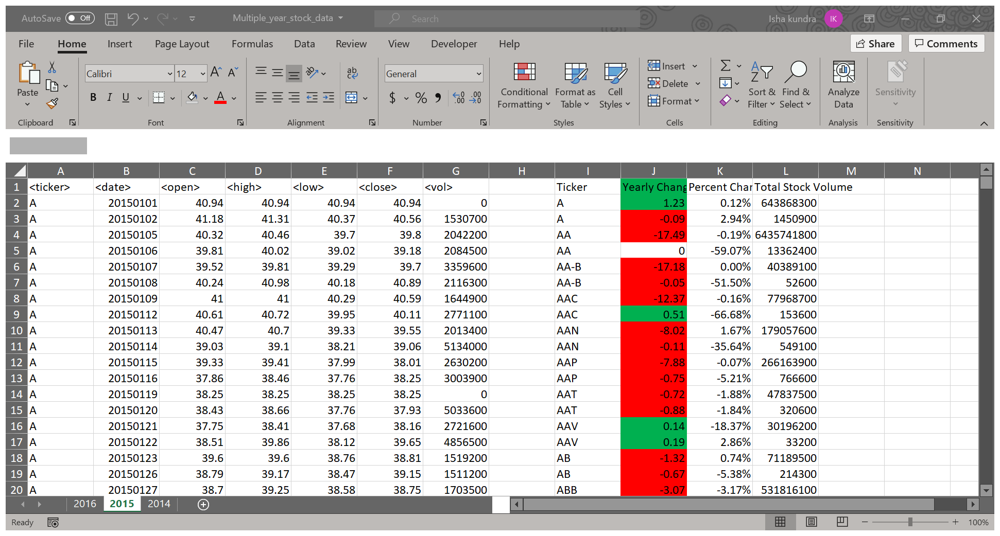 AutoSave Off Multiple_year_stock_data Search Isha kundra IK
File Home Insert Page Layout Formulas Data Review View Developer Help Share Comments
Paste Calibri 12 General Conditional Formatting Format as Table Cell Styles Insert Delete Format Sort & Filter Find & Select Analyze Data Sensitivity
Clipboard Font Alignment Number Styles Cells Editing Analysis Sensitivity
A B C D E F G H I J K L M N
1 <ticker> <date> <open> <high> <low> <close> <vol> Ticker Yearly Chang Percent Char Total Stock Volume
2 A 20150101 40.94 40.94 40.94 40.94 0 A 1.23 0.12% 643868300
3 A 20150102 41.18 41.31 40.37 40.56 1530700 A -0.09 2.94% 1450900
4 A 20150105 40.32 40.46 39.7 39.8 2042200 AA -17.49 -0.19% 6435741800
5 A 20150106 39.81 40.02 39.02 39.18 2084500 AA 0 -59.07% 13362400
6 A 20150107 39.52 39.81 39.29 39.7 3359600 AA-B -17.18 0.00% 40389100
7 A 20150108 40.24 40.98 40.18 40.89 2116300 AA-B -0.05 -51.50% 52600
8 A 20150109 41 41 40.29 40.59 1644900 AAC -12.37 -0.16% 77968700
9 A 20150112 40.61 40.72 39.95 40.11 2771100 AAC 0.51 -66.68% 153600
10 A 20150113 40.47 40.7 39.33 39.55 2013400 AAN -8.02 1.67% 179057600
11 A 20150114 39.03 39.1 38.21 39.06 5134000 AAN -0.11 -35.64% 549100
12 A 20150115 39.33 39.41 37.99 38.01 2630200 AAP -7.88 -0.07% 266163900
13 A 20150116 37.86 38.46 37.76 38.25 3003900 AAP -0.75 -5.21% 766600
14 A 20150119 38.25 38.25 38.25 38.25 0 AAT -0.72 -1.88% 47837500
15 A 20150120 38.43 38.66 37.76 37.93 5033600 AAT -0.88 -1.84% 320600
16 A 20150121 37.75 38.41 37.68 38.16 2721600 AAV 0.14 -18.37% 30196200
17 A 20150122 38.51 39.86 38.12 39.65 4856500 AAV 0.19 2.86% 33200
18 A 20150123 39.6 39.6 38.76 38.81 1519200 AB -1.32 0.74% 71189500
19 A 20150126 38.79 39.17 38.47 39.15 1511200 AB -0.67 -5.38% 214300
20 A 20150127 38.7 39.25 38.58 38.75 1703500 ABB -3.07 -3.17% 531816100
2016 2015 2014
Ready 100%